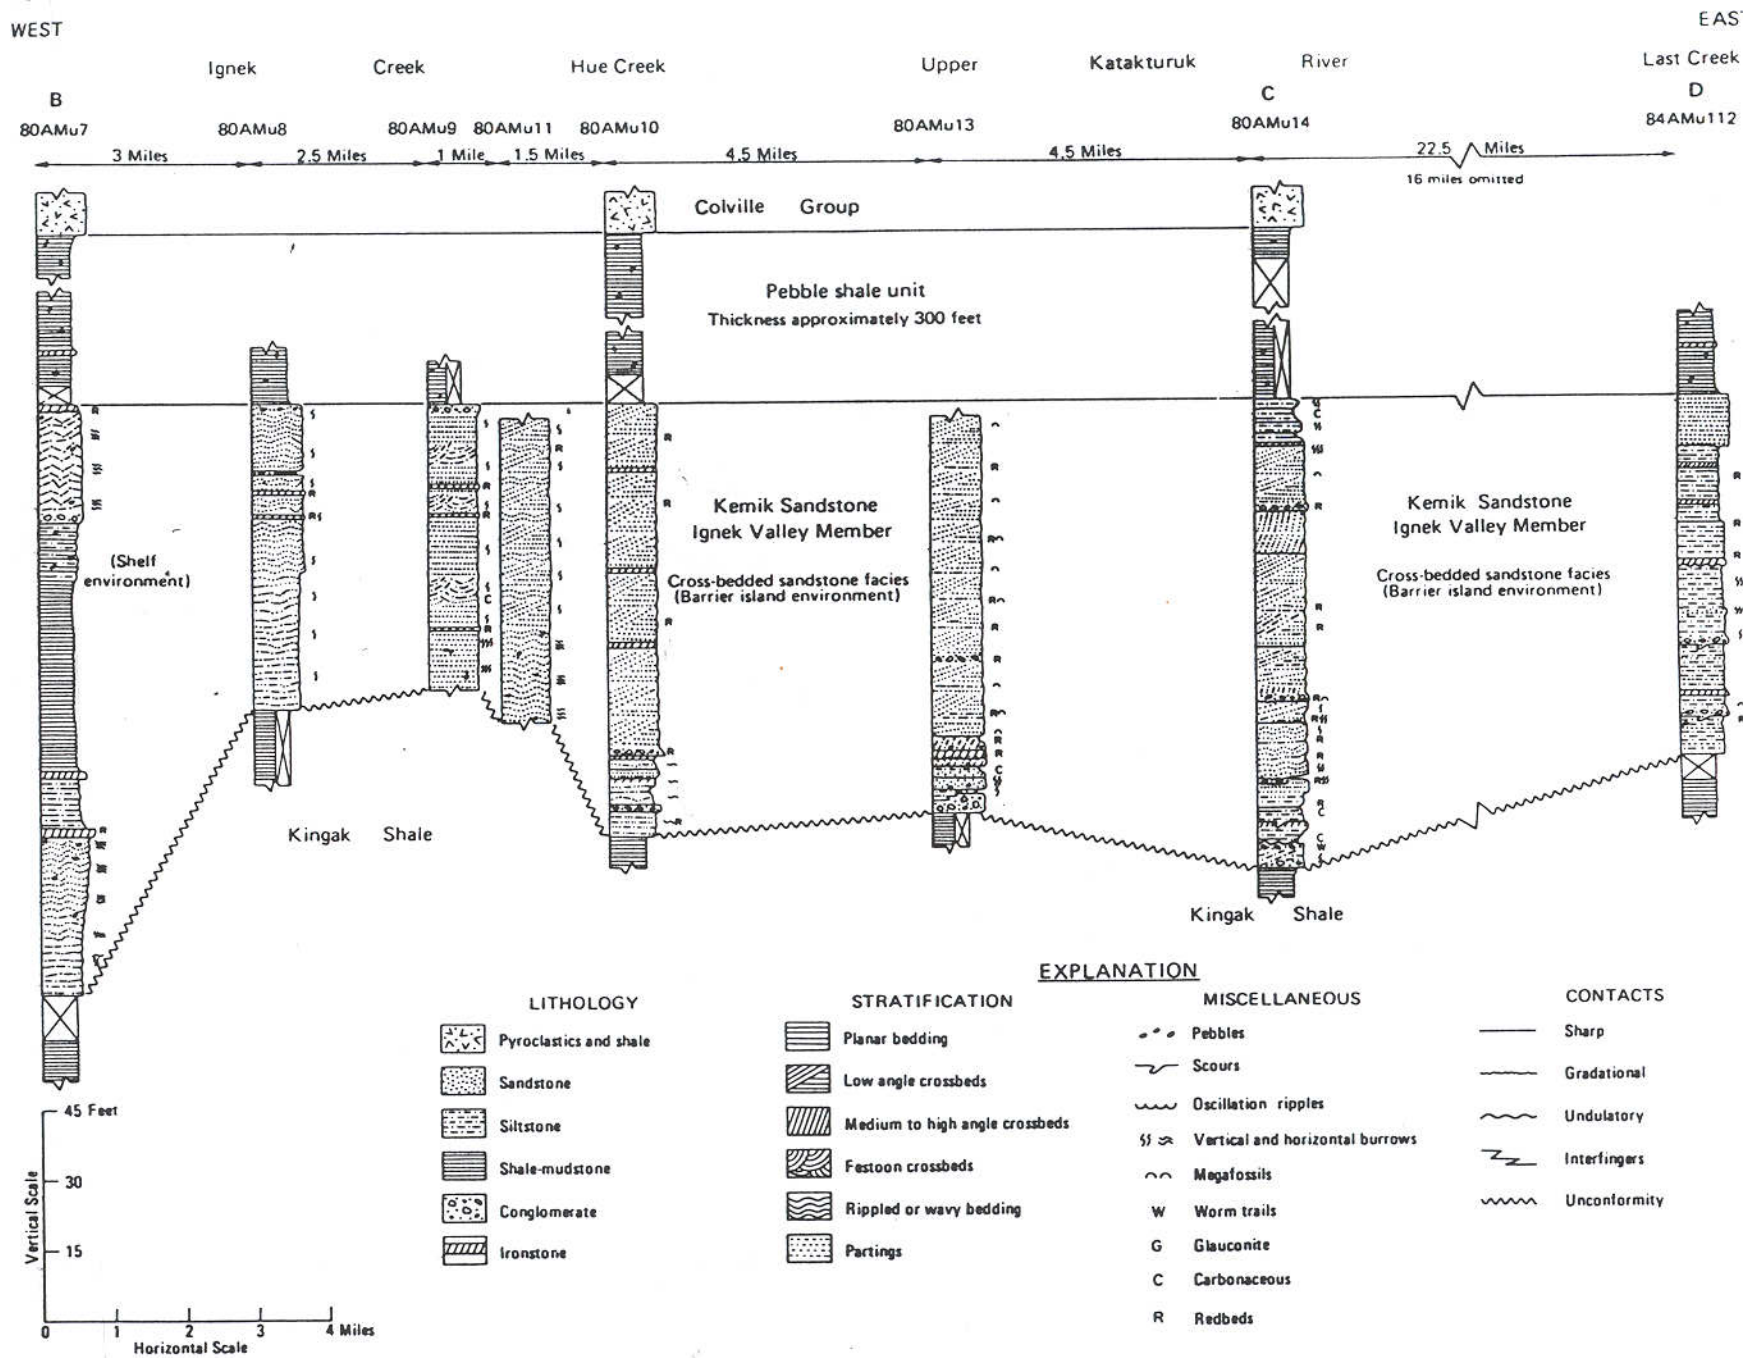 WEST
EAST
Ignek Creek Hue Creek Upper Katakturuk River Last Creek
B C D
80AMu7 80AMu8 80AMu9 80AMu11 80AMu10 80AMu13 80AMu14 84AMu112
3 Miles 2.5 Miles 1 Mile 1.5 Miles 4.5 Miles 4.5 Miles 22.5 Miles
16 miles omitted
Colville Group
Pebble shale unit
Thickness approximately 300 feet
Kemik Sandstone
Ignek Valley Member
Cross-bedded sandstone facies
(Barrier island environment)
Kemik Sandstone
Ignek Valley Member
Cross-bedded sandstone facies
(Barrier island environment)
(Shelf
environment)
Kingak Shale
Kingak Shale
EXPLANATION
LITHOLOGY
Pyroclastics and shale
Sandstone
Siltstone
Shale-mudstone
Conglomerate
Ironstone
STRATIFICATION
Planar bedding
Low angle crossbeds
Medium to high angle crossbeds
Festoon crossbeds
Rippled or wavy bedding
Partings
MISCELLANEOUS
Pebbles
Scours
Oscillation ripples
Vertical and horizontal burrows
Megafossils
W Worm trails
G Glauconite
C Carbonaceous
R Redbeds
CONTACTS
Sharp
Gradational
Undulatory
Interfingers
Unconformity
45 Feet
30
15
Vertical Scale
0 1 2 3 4 Miles
Horizontal Scale